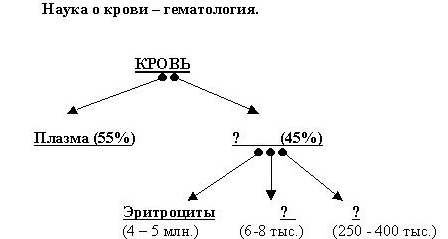 Наука о крови – гематология.
КРОВЬ
Плазма (55%) ? (45%)
Эритроциты ? ?
(4 – 5 млн.) (6-8 тыс.) (250 - 400 тыс.)